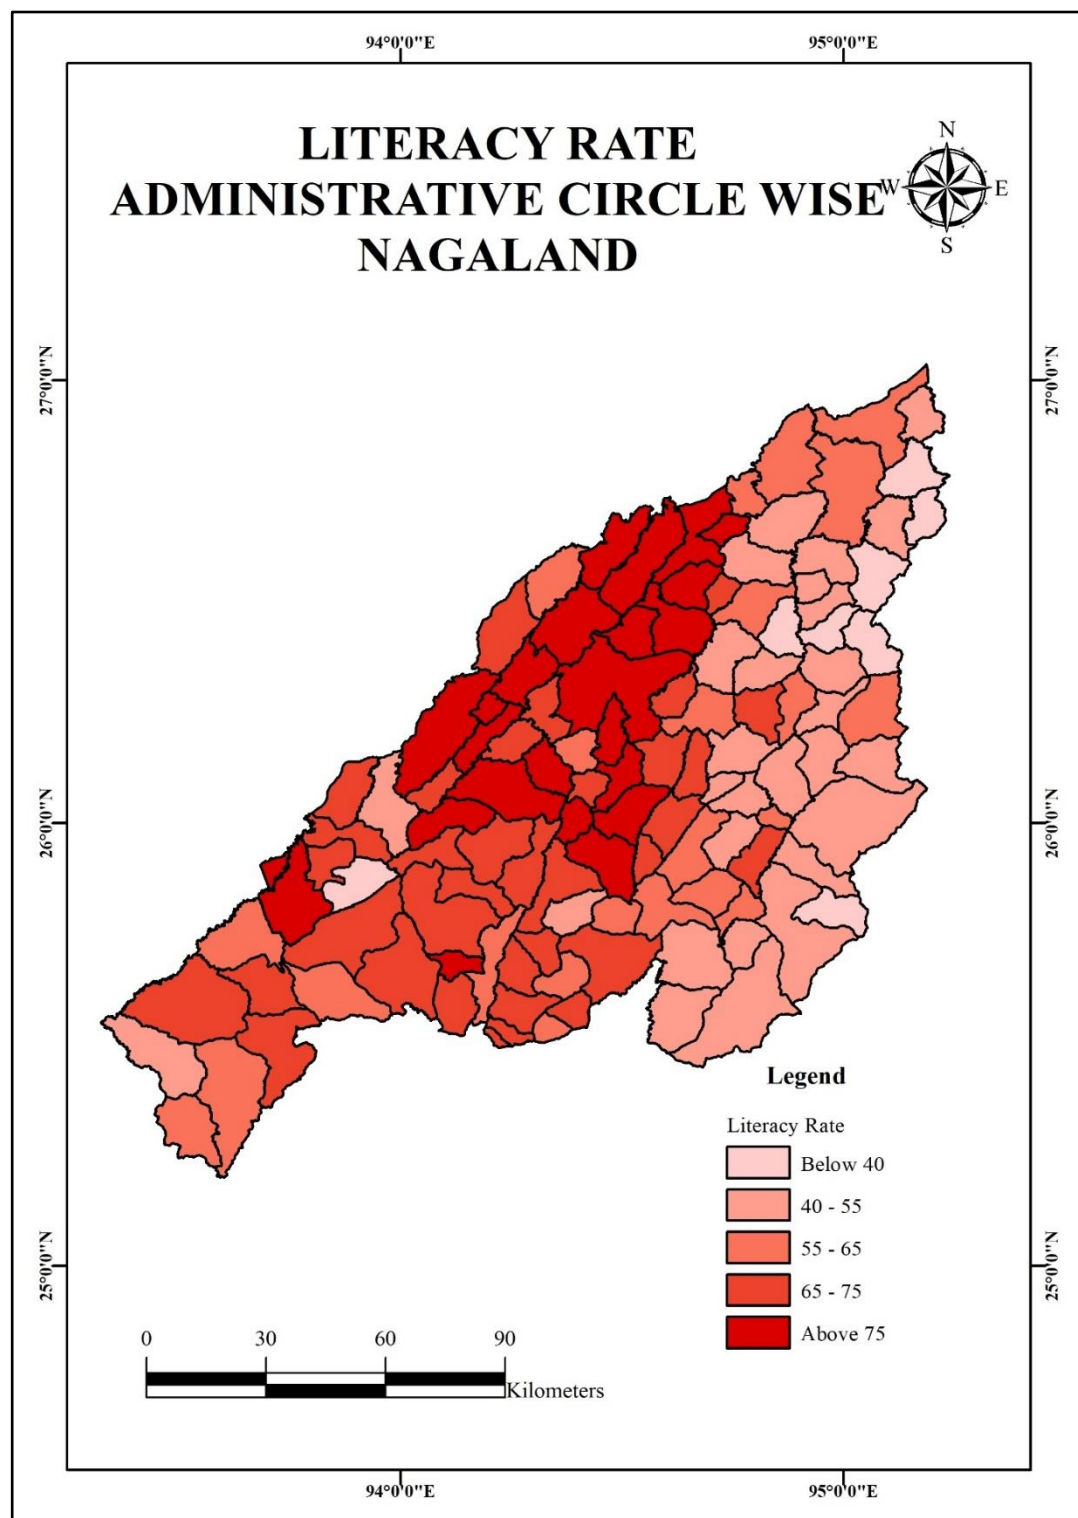 94°0'0"E 95°0'0"E
LITERACY RATE
ADMINISTRATIVE CIRCLE WISE
NAGALAND
N
W E
S
27°0'0"N 27°0'0"N
26°0'0"N 26°0'0"N
25°0'0"N 25°0'0"N
Legend
Literacy Rate
Below 40
40 - 55
55 - 65
65 - 75
Above 75
0 30 60 90
Kilometers
94°0'0"E 95°0'0"E